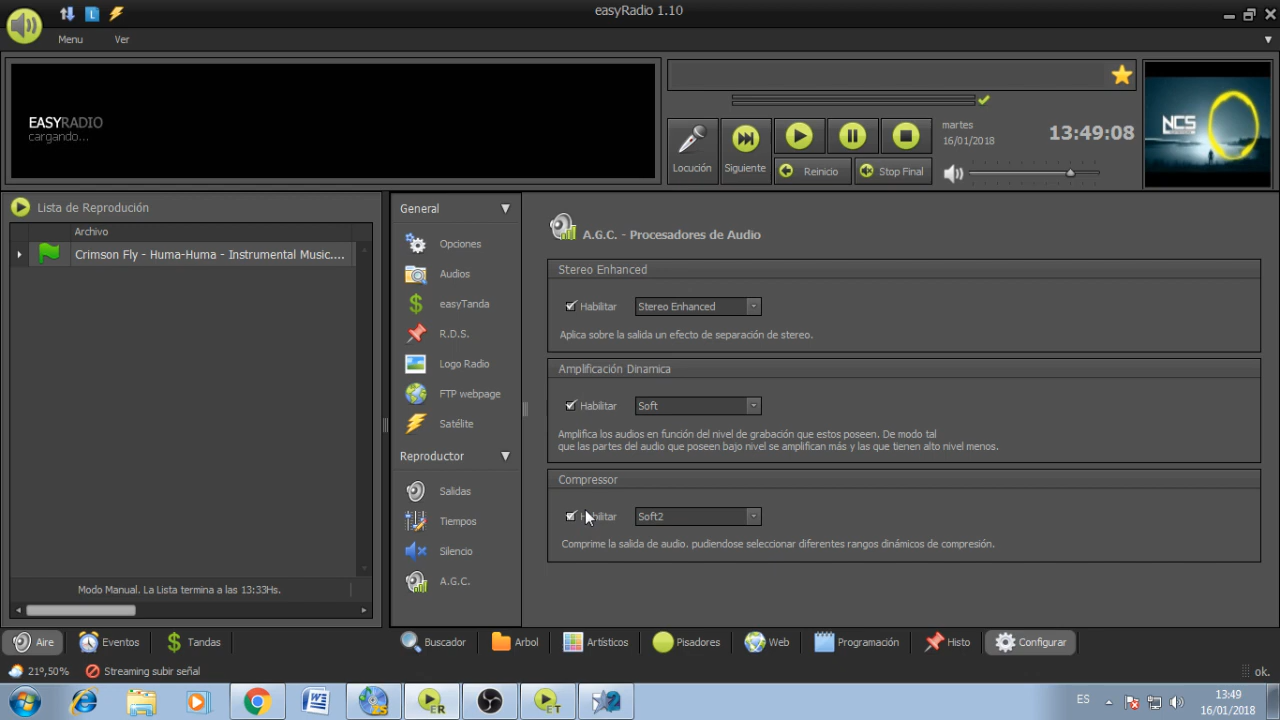 easyRadio 1.10
Menu
Ver
EASYRADIO
cargando...
Locución
Siguiente
Reinicio
Stop Final
martes
16/01/2018
13:49:08
NCS
Lista de Reprodución
Archivo
Crimson Fly - Huma-Huma - Instrumental Music....
Modo Manual. La Lista termina a las 13:33Hs.
General
Opciones
Audios
easyTanda
R.D.S.
Logo Radio
FTP webpage
Satélite
Reproductor
Salidas
Tiempos
Silencio
A.G.C.
A.G.C. - Procesadores de Audio
Stereo Enhanced
Habilitar
Stereo Enhanced
Aplica sobre la salida un efecto de separación de stereo.
Amplificación Dinamica
Habilitar
Soft
Amplifica los audios en función del nivel de grabación que estos poseen. De modo tal
que las partes del audio que poseen bajo nivel se amplifican más y las que tienen alto nivel menos.
Compressor
Habilitar
Soft2
Comprime la salida de audio. pudiendose seleccionar diferentes rangos dinámicos de compresión.
Aire
Eventos
Tandas
Buscador
Arbol
Artísticos
Pisadores
Web
Programación
Histo
Configurar
21º,50%
Streaming subir señal
ok.
ER
ET
ES
13:49
16/01/2018